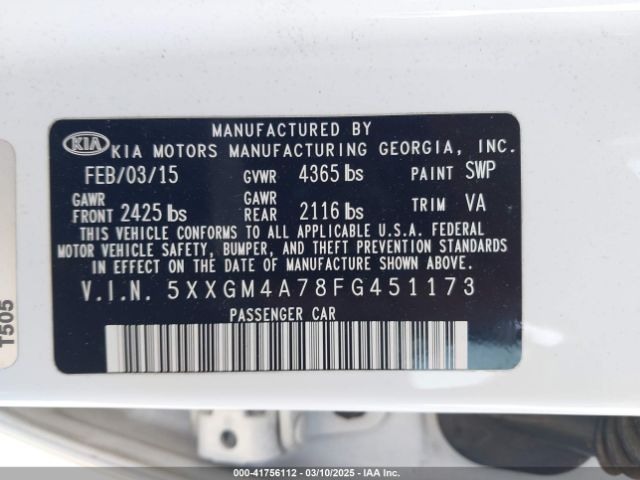 MANUFACTURED BY
KIA KIA MOTORS MANUFACTURING GEORGIA, INC.
FEB/03/15 GVWR 4365 lbs PAINT SWP
GAWR FRONT 2425 lbs GAWR REAR 2116 lbs TRIM VA
THIS VEHICLE CONFORMS TO ALL APPLICABLE U.S.A. FEDERAL
MOTOR VEHICLE SAFETY, BUMPER, AND THEFT PREVENTION STANDARDS
IN EFFECT ON THE DATE OF MANUFACTURE SHOWN ABOVE.
V.I.N. 5XXGM4A78FG451173
PASSENGER CAR
T505
000-41756112 - 03/10/2025 - IAA Inc.